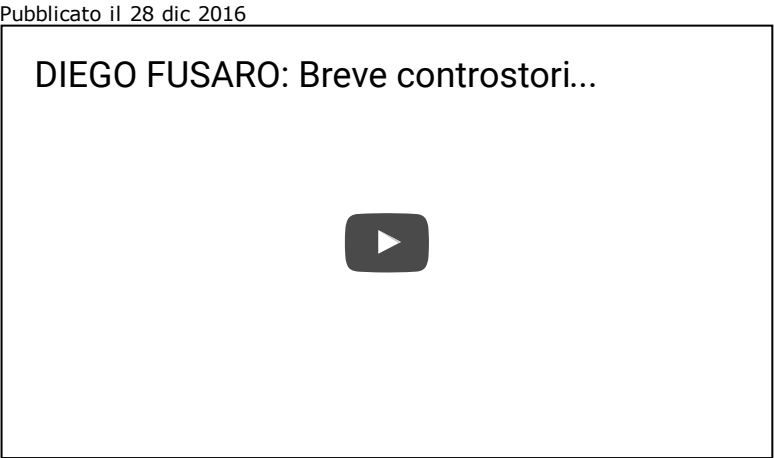 Pubblicato il 28 dic 2016
DIEGO FUSARO: Breve controstori...